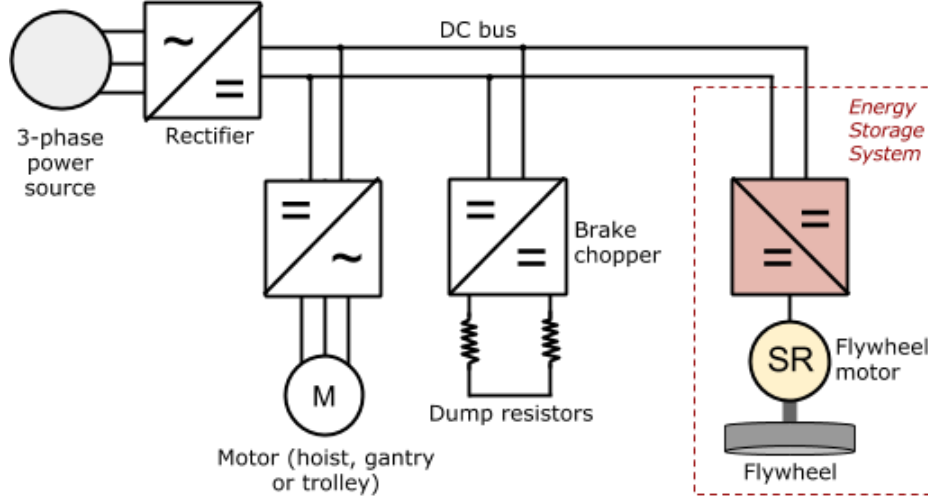 DC bus
3-phase
power
source
Rectifier
Energy
Storage
System
Brake
chopper
M
Motor (hoist, gantry
or trolley)
Dump resistors
SR
Flywheel
motor
Flywheel